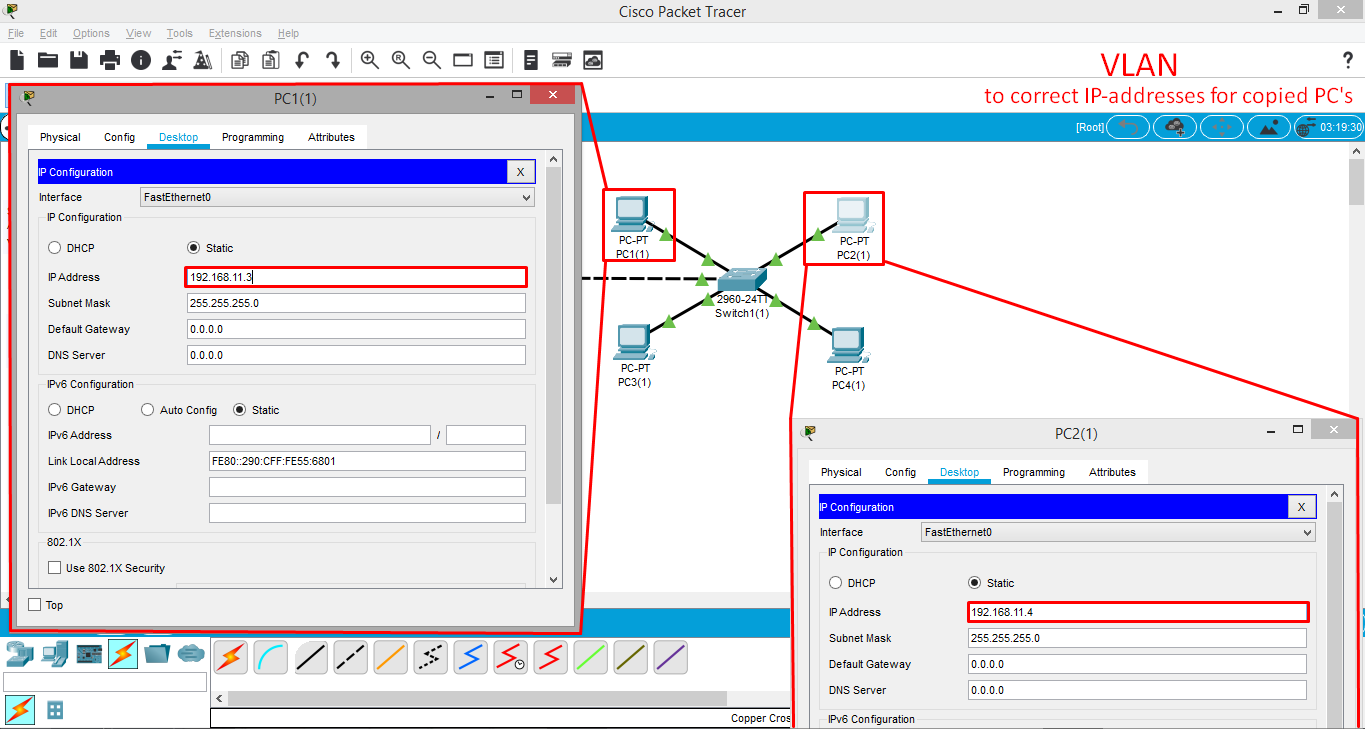 Cisco Packet Tracer
File Edit Options View Tools Extensions Help
VLAN
to correct IP-addresses for copied PC's
?
[Root] 03:19:30
PC1(1)
Physical Config Desktop Programming Attributes
IP Configuration X
Interface FastEthernet0
IP Configuration
DHCP Static
IP Address 192.168.11.3
Subnet Mask 255.255.255.0
Default Gateway 0.0.0.0
DNS Server 0.0.0.0
IPv6 Configuration
DHCP Auto Config Static
IPv6 Address /
Link Local Address FE80::290:CFF:FE55:6801
IPv6 Gateway
IPv6 DNS Server
802.1X
Use 802.1X Security
Top
PC-PT
PC1(1)
PC-PT
PC2(1)
2960-24TT
Switch1(1)
PC-PT
PC3(1)
PC-PT
PC4(1)
PC2(1)
Physical Config Desktop Programming Attributes
IP Configuration X
Interface FastEthernet0
IP Configuration
DHCP Static
IP Address 192.168.11.4
Subnet Mask 255.255.255.0
Default Gateway 0.0.0.0
DNS Server 0.0.0.0
IPv6 Configuration
Copper Cros